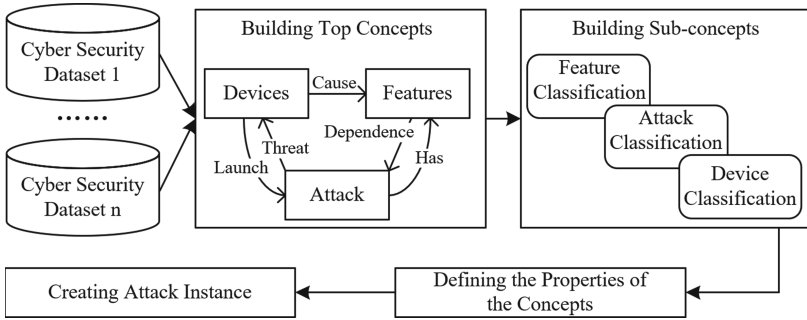 Cyber Security
Dataset 1
······
Cyber Security
Dataset n
Building Top Concepts
Devices
Cause
Features
Dependence
Threat
Launch
Has
Attack
Building Sub-concepts
Feature
Classification
Attack
Classification
Device
Classification
Defining the Properties of
the Concepts
Creating Attack Instance